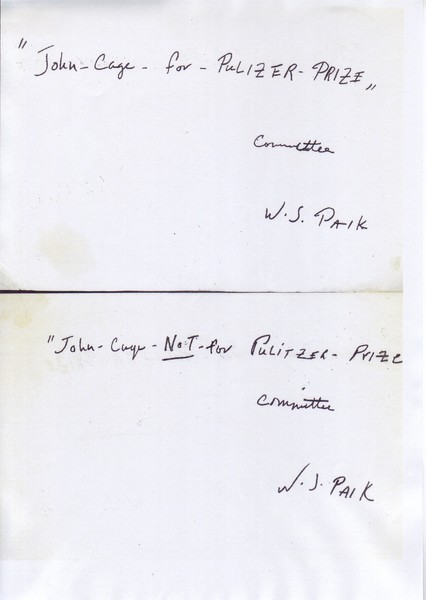 "John-Cage-for-PULIZER-PRIZE"
Committee
W.S. PAIK
"John-Cage-NOT-for PULITZER-PRIZE
Committee
W.J. PAIK